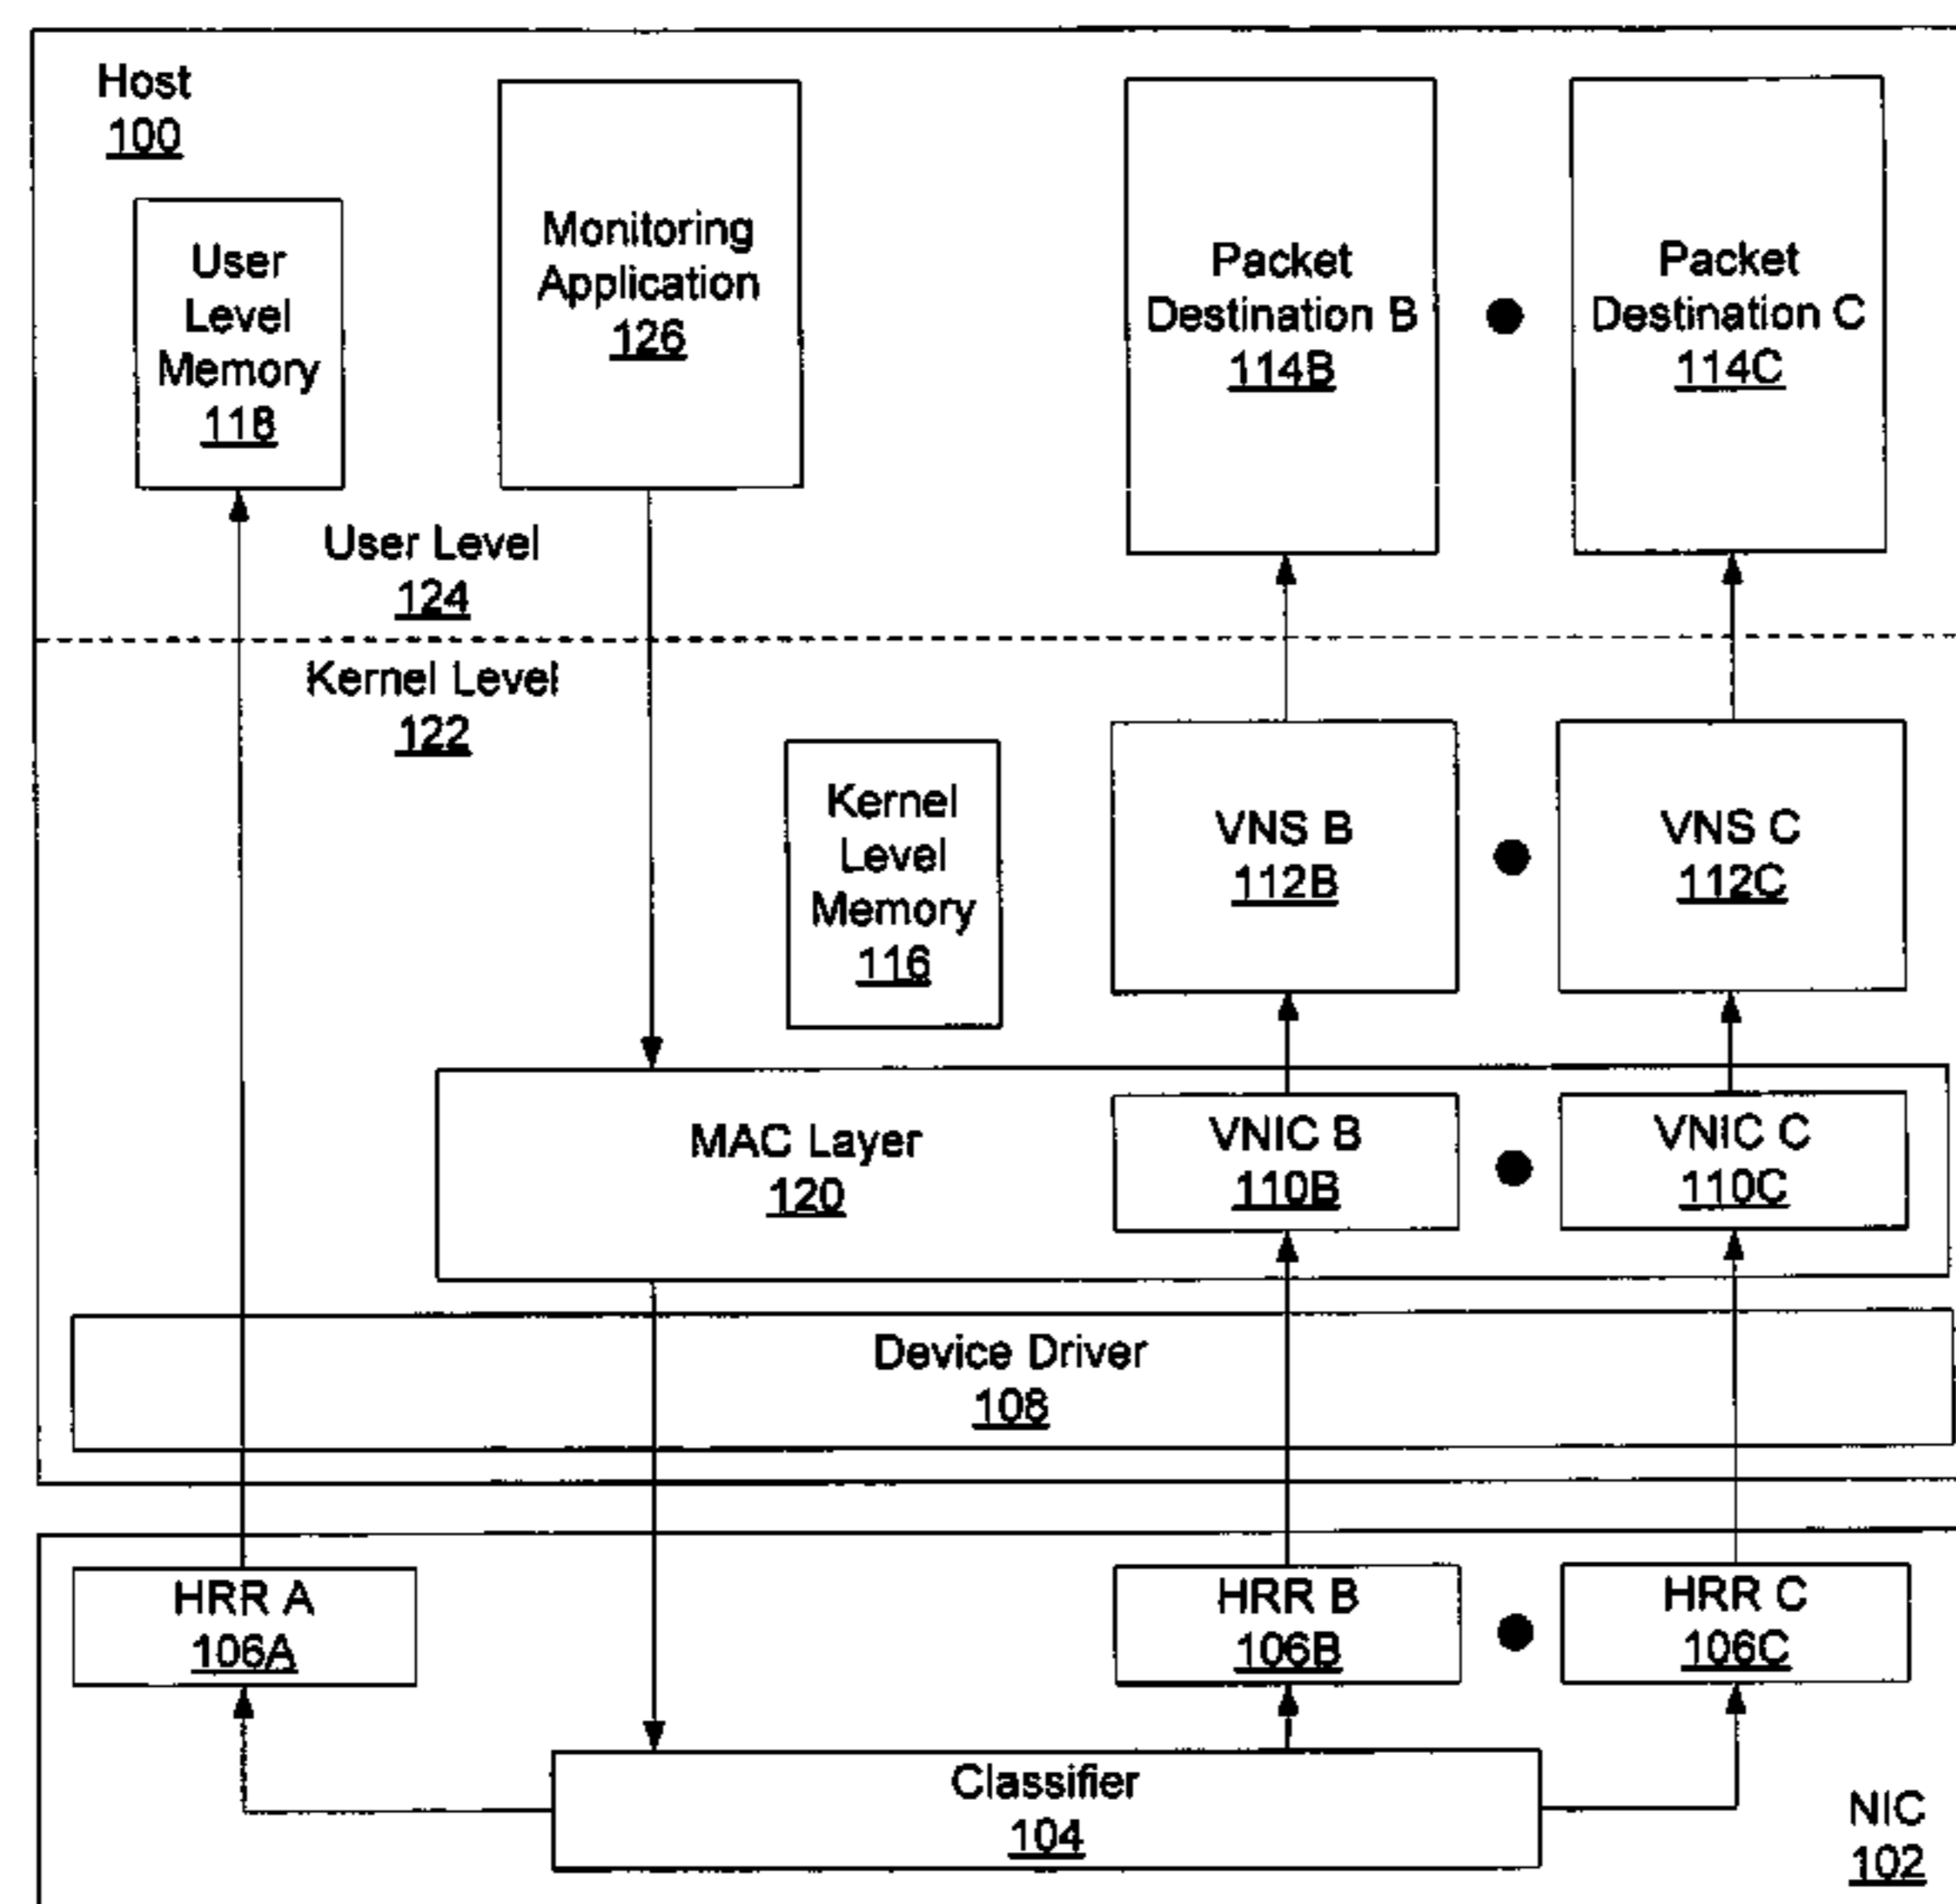 Host
100
User
Level
Memory
118
Monitoring
Application
126
Packet
Destination B
114B
Packet
Destination C
114C
User Level
124
Kernel Level
122
Kernel
Level
Memory
116
VNS B
112B
VNS C
112C
MAC Layer
120
VNIC B
110B
VNIC C
110C
Device Driver
108
HRR A
106A
HRR B
106B
HRR C
106C
Classifier
104
NIC
102